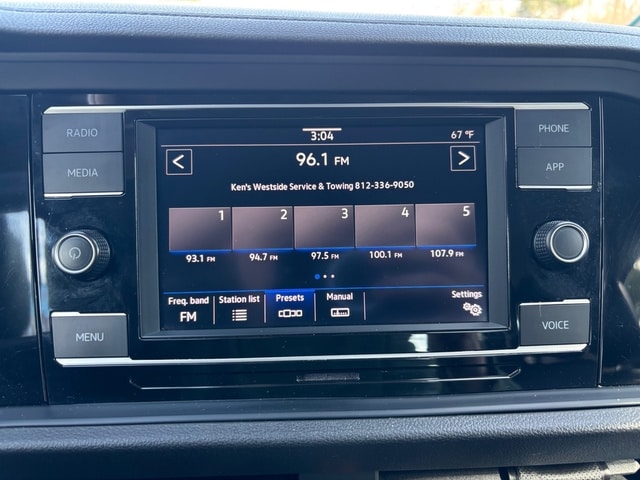 RADIO
MEDIA
MENU
3:04
67 °F
96.1 FM
Ken's Westside Service & Towing 812-336-9050
1 2 3 4 5
93.1 FM 94.7 FM 97.5 FM 100.1 FM 107.9 FM
Freq. band Station list Presets Manual Settings
FM
PHONE
APP
VOICE